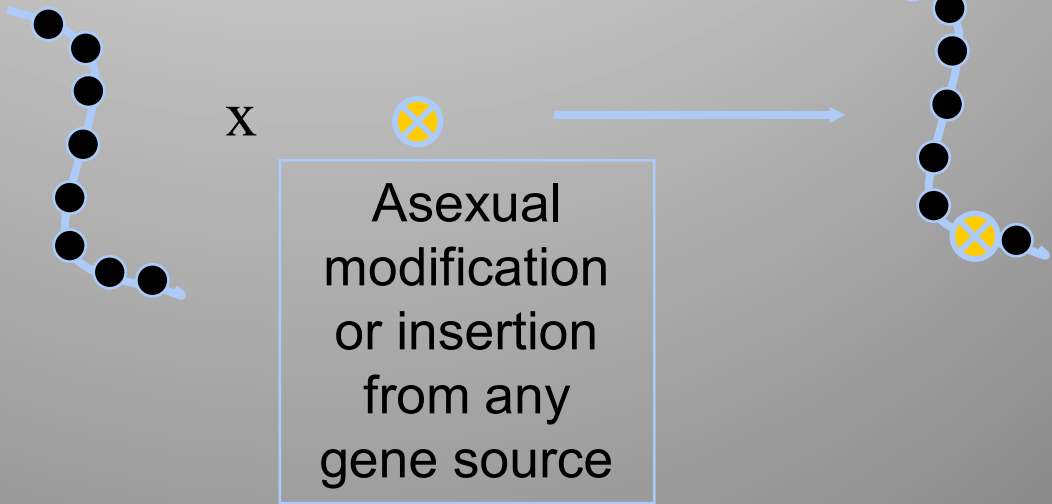 x
Asexual
modification
or insertion
from any
gene source